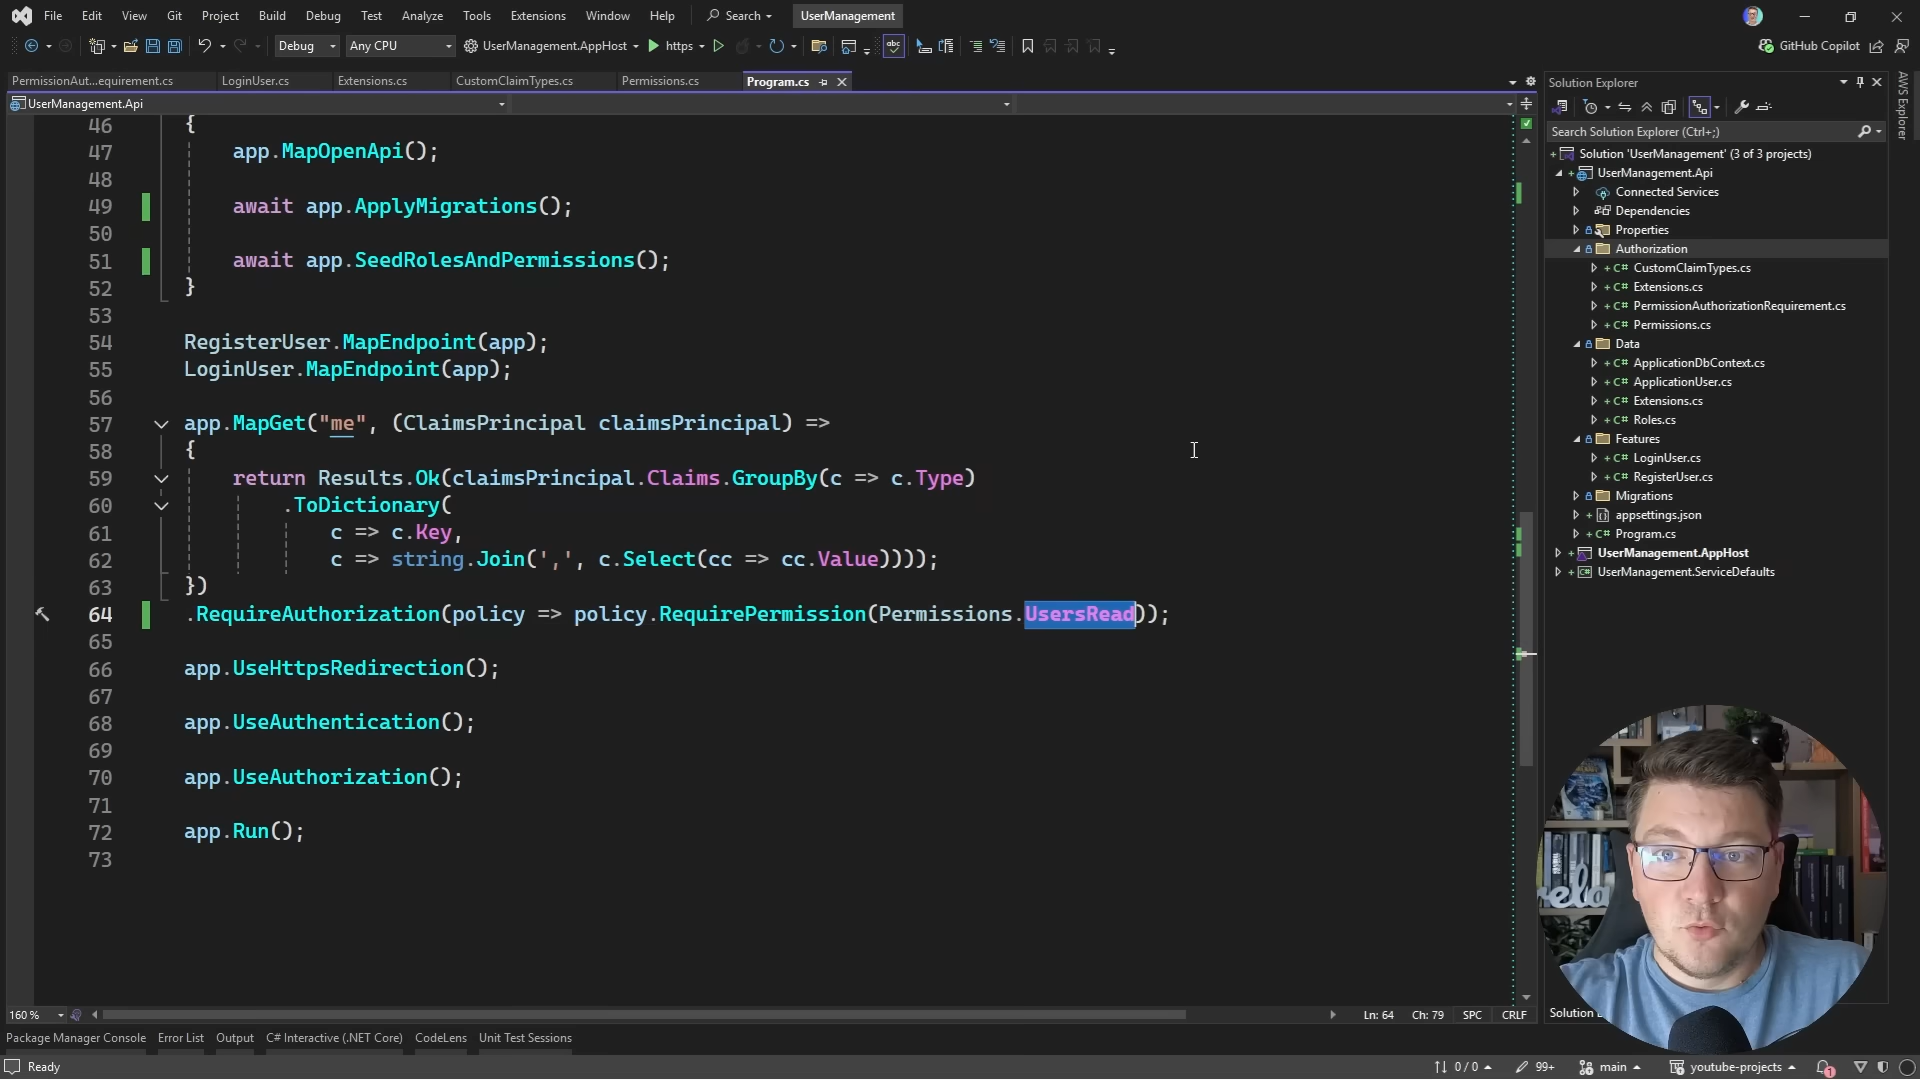 File Edit View Git Project Build Debug Test Analyze Tools Extensions Window Help Search UserManagement
Debug Any CPU UserManagement.AppHost https GitHub Copilot
PermissionAut...equirement.cs LoginUser.cs Extensions.cs CustomClaimTypes.cs Permissions.cs Program.cs
UserManagement.Api
46 {
47 app.MapOpenApi();
48
49 await app.ApplyMigrations();
50
51 await app.SeedRolesAndPermissions();
52 }
53
54 RegisterUser.MapEndpoint(app);
55 LoginUser.MapEndpoint(app);
56
57 app.MapGet("me", (ClaimsPrincipal claimsPrincipal) =>
58 {
59 return Results.Ok(claimsPrincipal.Claims.GroupBy(c => c.Type)
60 .ToDictionary(
61 c => c.Key,
62 c => string.Join(',', c.Select(cc => cc.Value))));
63 })
64 .RequireAuthorization(policy => policy.RequirePermission(Permissions.UsersRead));
65
66 app.UseHttpsRedirection();
67
68 app.UseAuthentication();
69
70 app.UseAuthorization();
71
72 app.Run();
73
160 % Ln: 64 Ch: 79 SPC CRLF
Solution Explorer
Search Solution Explorer (Ctrl+;)
Solution 'UserManagement' (3 of 3 projects)
UserManagement.Api
Connected Services
Dependencies
Properties
Authorization
C# CustomClaimTypes.cs
C# Extensions.cs
C# PermissionAuthorizationRequirement.cs
C# Permissions.cs
Data
C# ApplicationDbContext.cs
C# ApplicationUser.cs
C# Extensions.cs
C# Roles.cs
Features
C# LoginUser.cs
C# RegisterUser.cs
Migrations
appsettings.json
C# Program.cs
UserManagement.AppHost
UserManagement.ServiceDefaults
AWS Explorer
Solution
Package Manager Console Error List Output C# Interactive (.NET Core) CodeLens Unit Test Sessions
Ready 0 / 0 99+ main youtube-projects 1